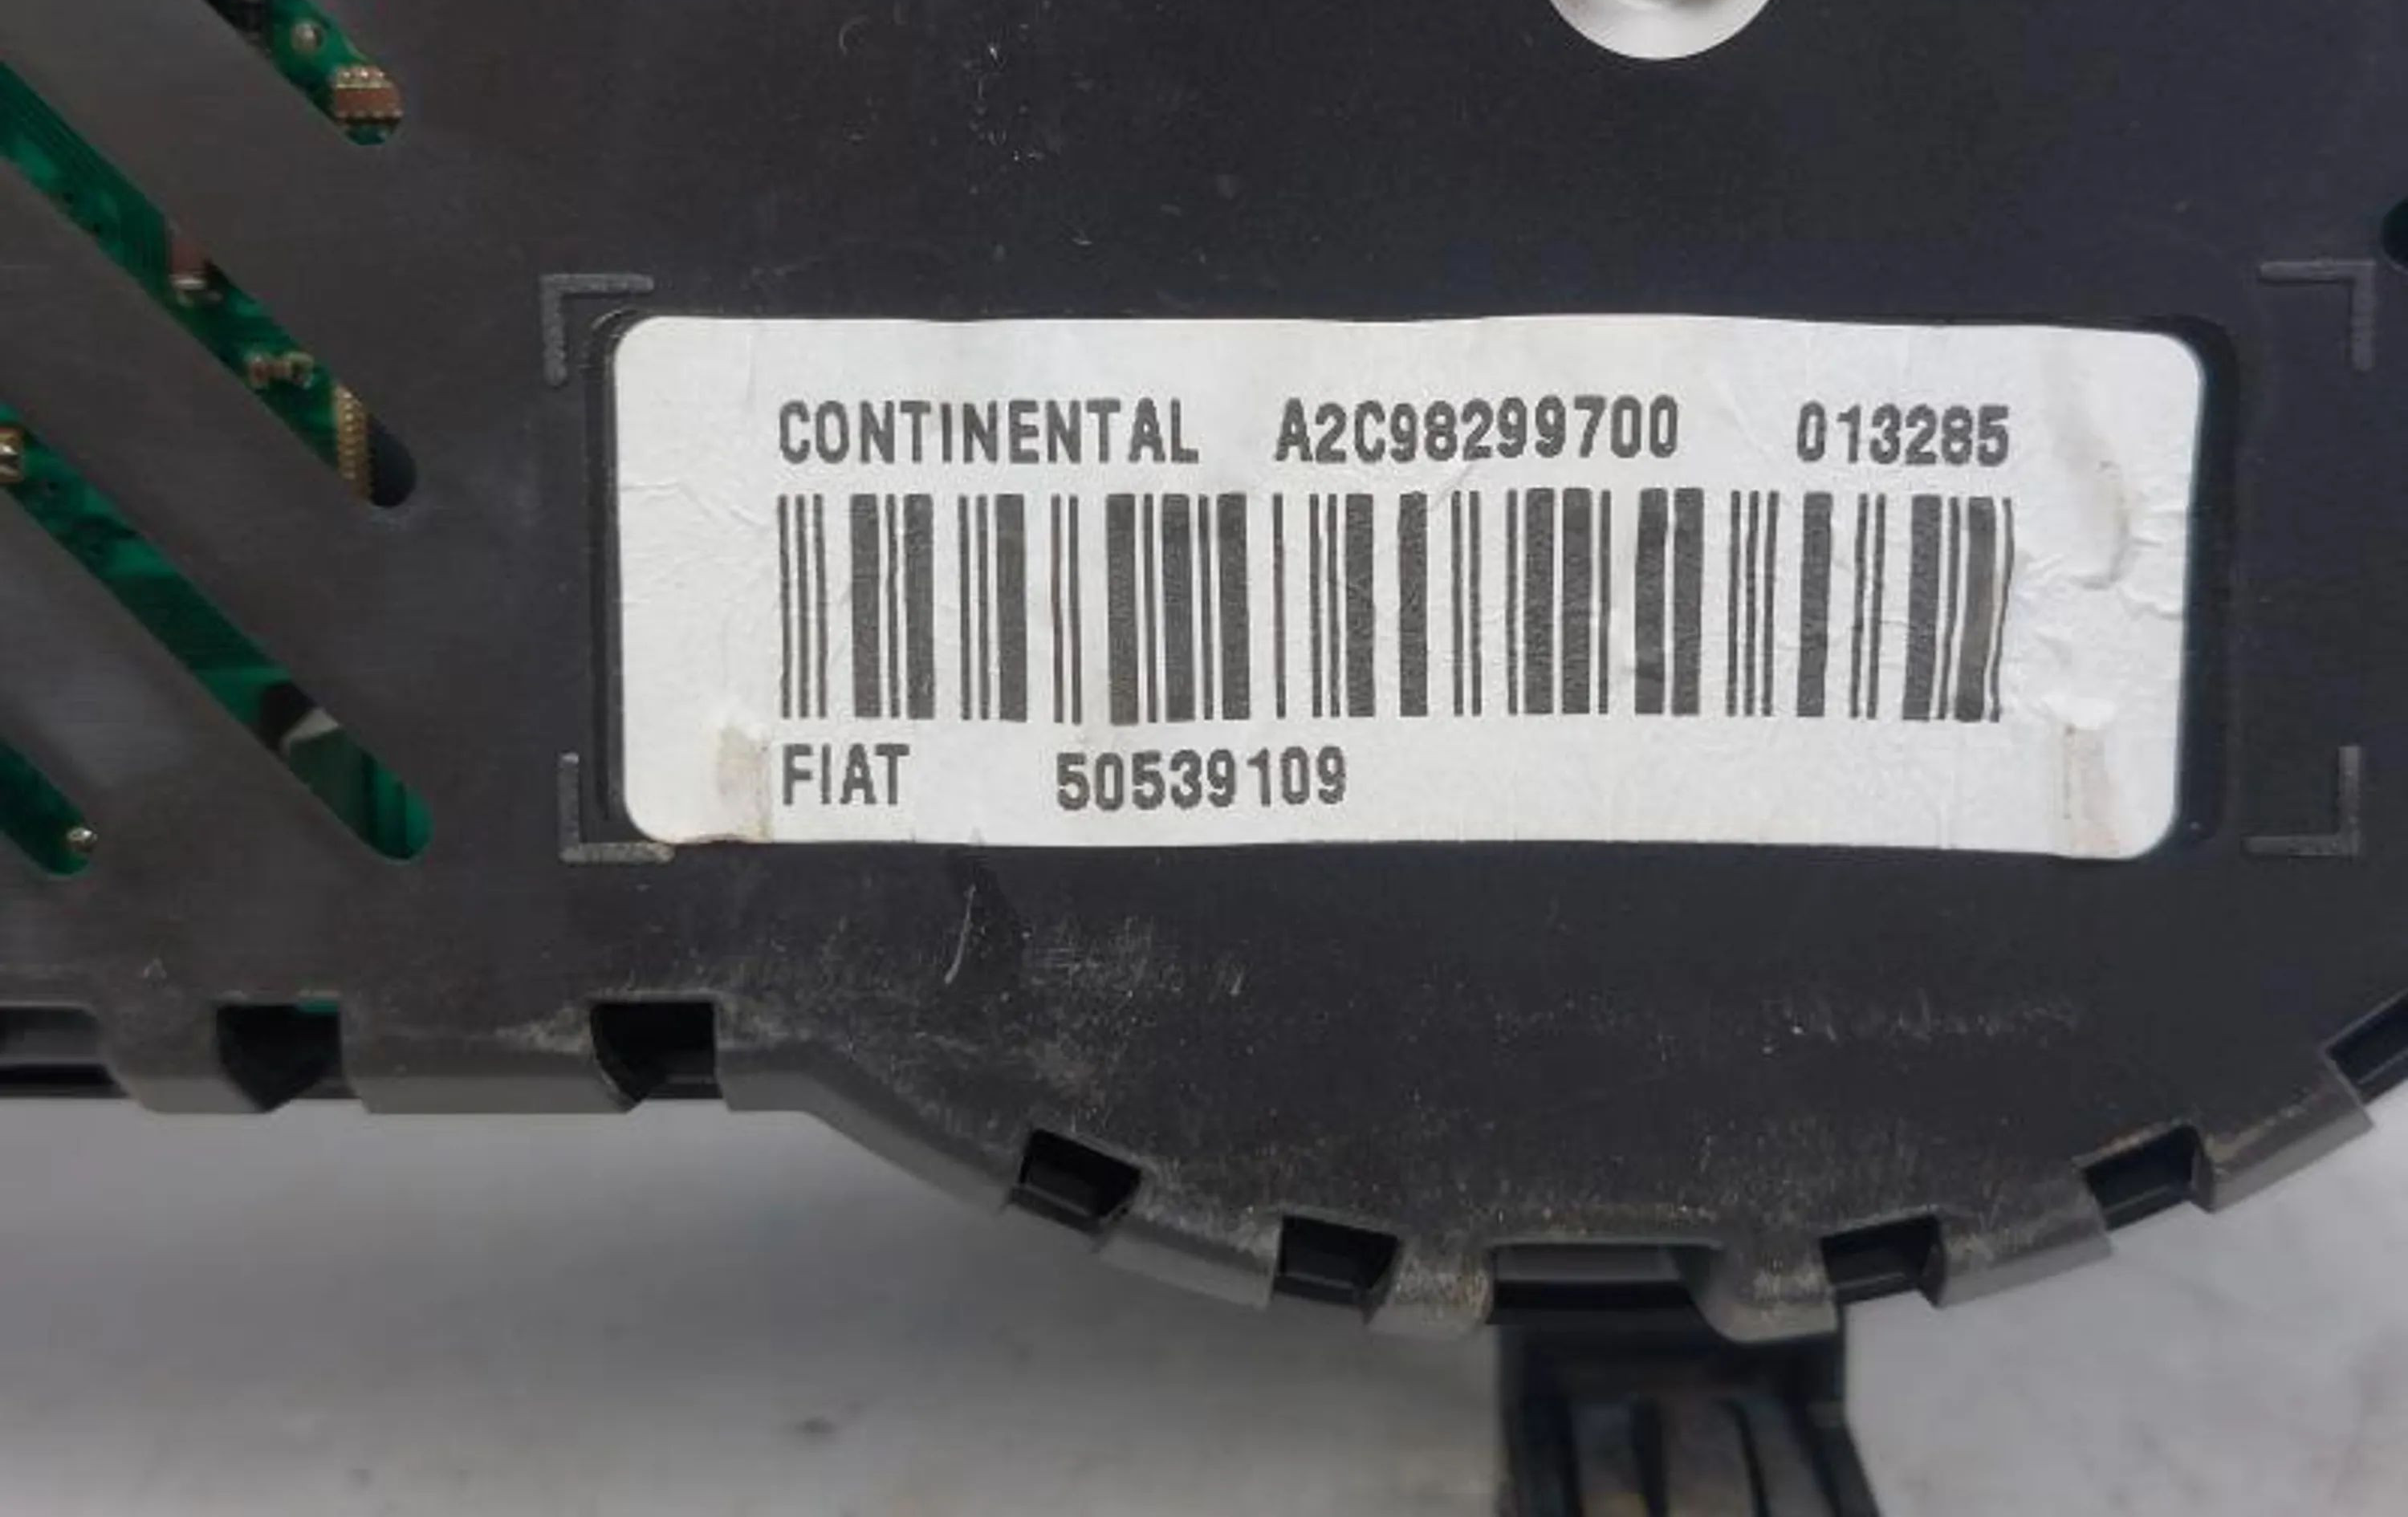 CONTINENTAL A2C98299700 013285
FIAT 50539109